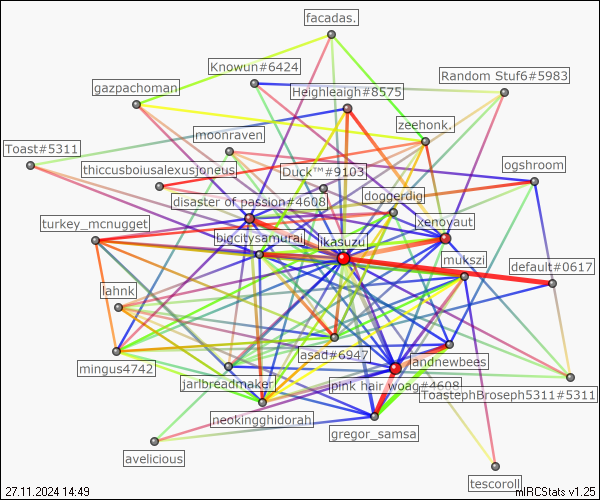 facadas.
Knowun#6424
Random Stuf6#5983
gazpachoman
Heighleaigh#8575
zeehonk.
moonraven
Toast#5311
ogshroom
thiccusboiusalexusjoneus
Duck™#9103
disaster of passion#4608
doggerdig
turkey_mcnugget
xenovaut
bigcitysamurai
ikasuzu
mukszi
default#0617
lahnk
asad#6947
andnewbees
mingus4742
jarlbreadmaker
pink hair woag#4608
ToastephBroseph5311#5311
neokingghidorah
gregor_samsa
avelicious
tescoroll
27.11.2024 14:49
mIRCStats v1.25